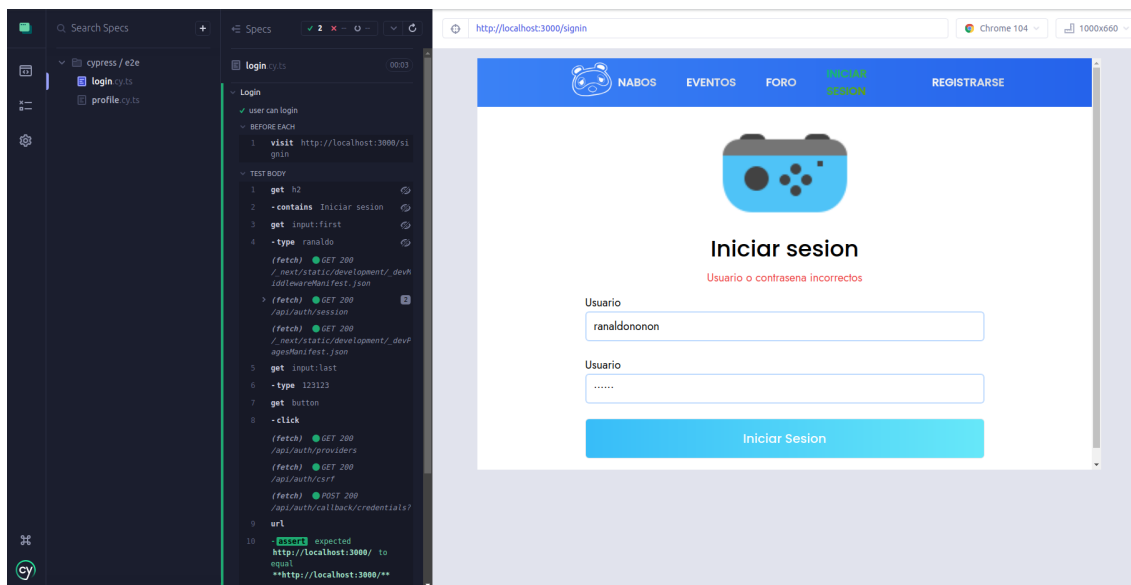 Search Specs
+
cypress / e2e
login.cy.ts
profile.cy.ts
Specs
2
--
--
login.cy.ts
00:03
Login
user can login
BEFORE EACH
1 visit http://localhost:3000/si
gnin
TEST BODY
1 get h2
2 -contains Iniciar sesion
3 get input:first
4 -type ranaldo
(fetch) GET 200
/_next/static/development/_devM
iddlewareManifest.json
(fetch) GET 200 2
/api/auth/session
(fetch) GET 200
/_next/static/development/_devP
agesManifest.json
5 get input:last
6 -type 123123
7 get button
8 -click
(fetch) GET 200
/api/auth/providers
(fetch) GET 200
/api/auth/csrf
(fetch) POST 200
/api/auth/callback/credentials?
9 url
10 -assert expected
http://localhost:3000/ to
equal
**http://localhost:3000/**
cy
http://localhost:3000/signin
Chrome 104
1000x660
NABOS
EVENTOS
FORO
INICIAR
SESION
REGISTRARSE
Iniciar sesion
Usuario o contrasena incorrectos
Usuario
ranaldononon
Usuario
······
Iniciar Sesion